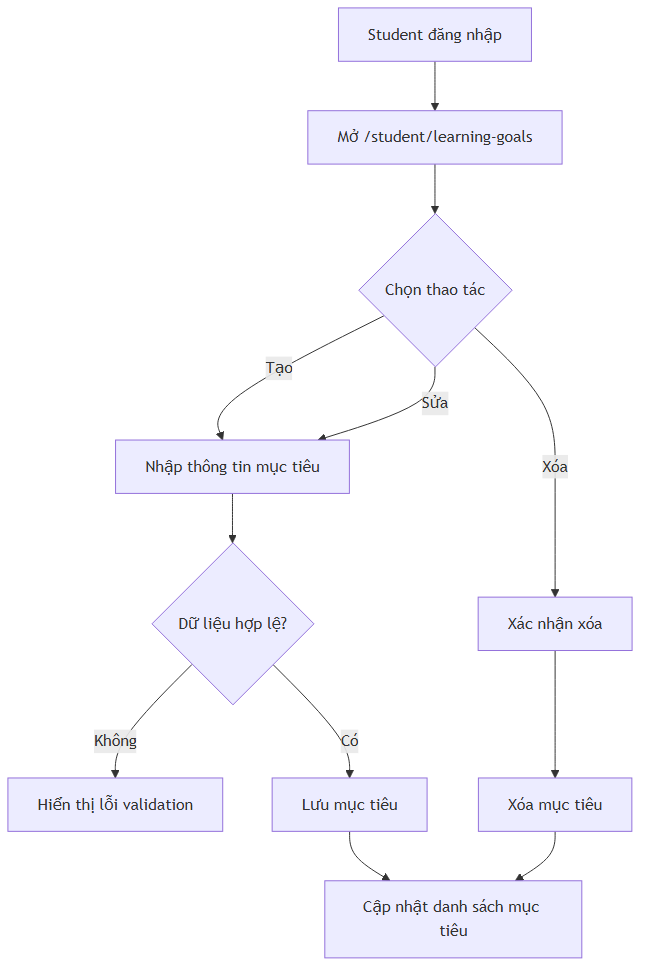 Student đăng nhập
Mở /student/learning-goals
Chọn thao tác
Tạo
Sửa
Nhập thông tin mục tiêu
Xóa
Dữ liệu hợp lệ?
Xác nhận xóa
Không
Có
Hiển thị lỗi validation
Lưu mục tiêu
Xóa mục tiêu
Cập nhật danh sách mục
tiêu